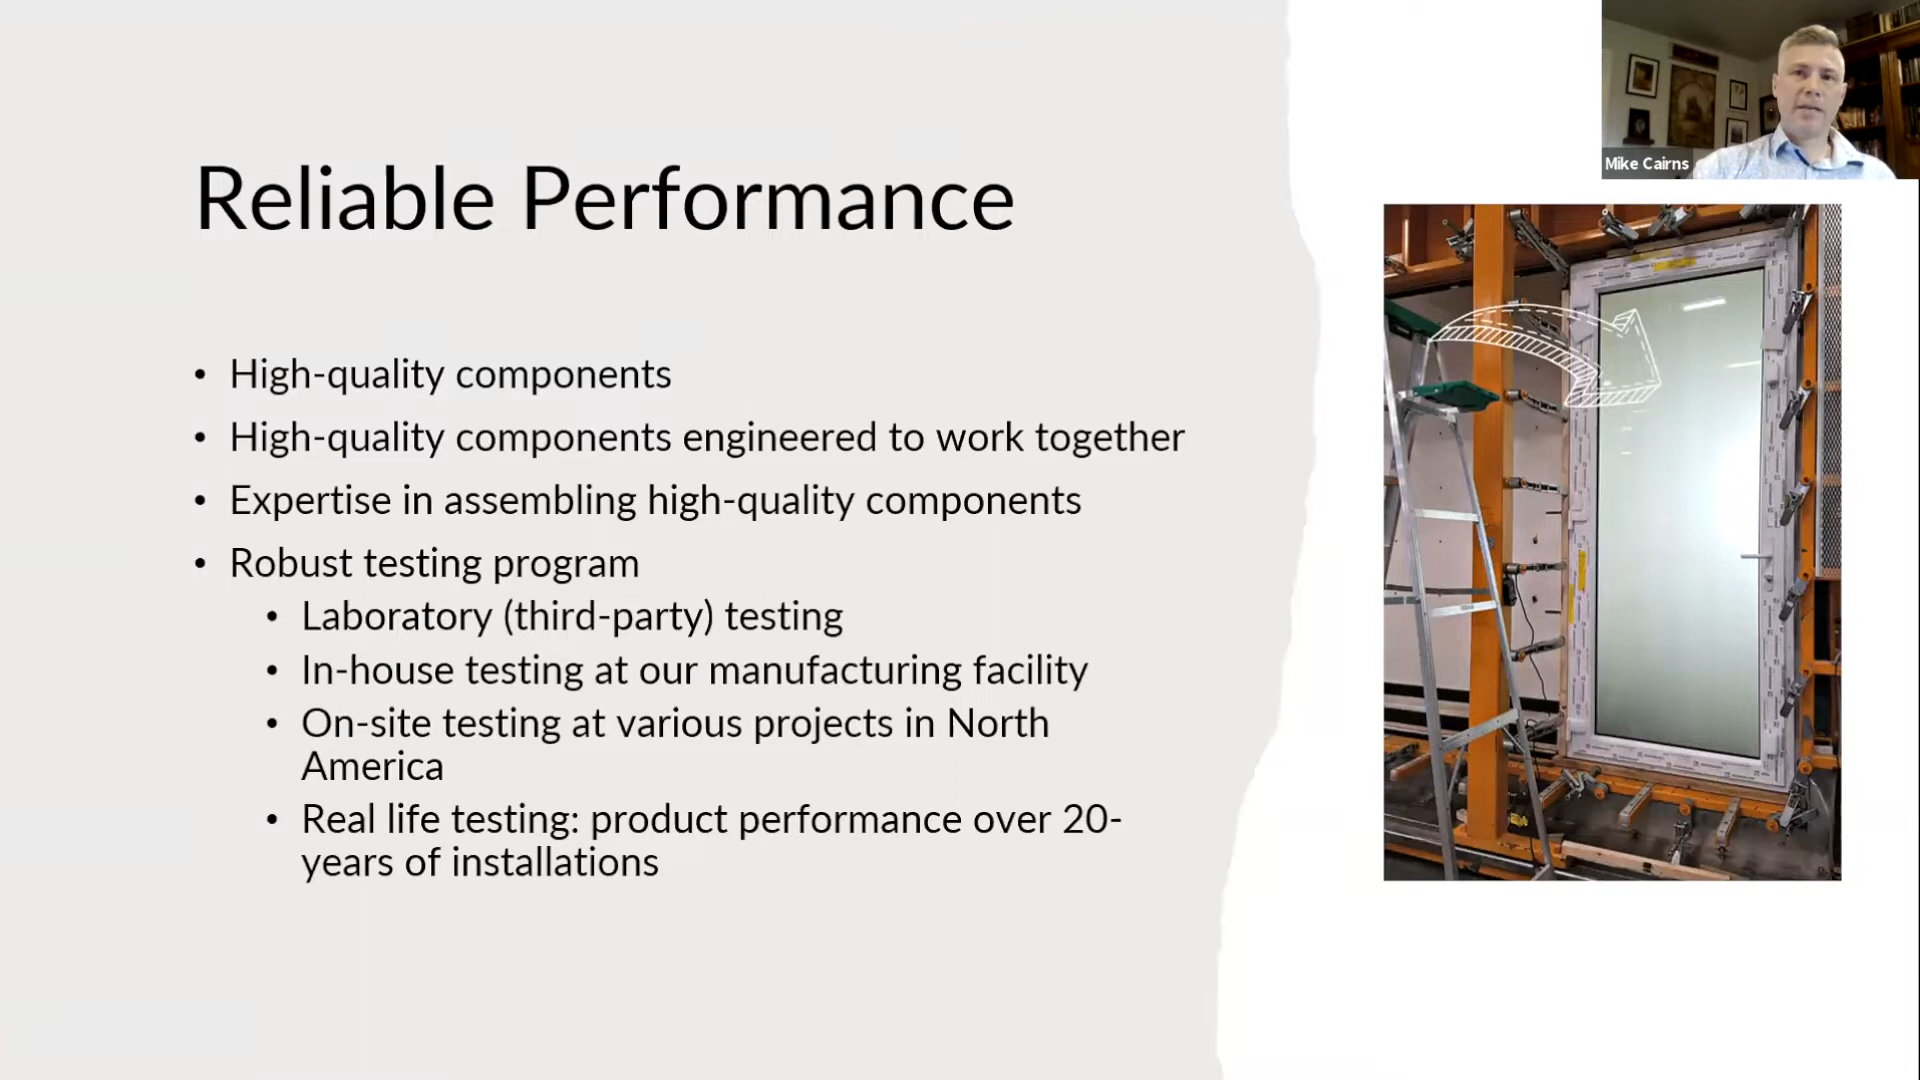 Reliable Performance
• High-quality components
• High-quality components engineered to work together
• Expertise in assembling high-quality components
• Robust testing program
• Laboratory (third-party) testing
• In-house testing at our manufacturing facility
• On-site testing at various projects in North
America
• Real life testing: product performance over 20-
years of installations
Mike Cairns